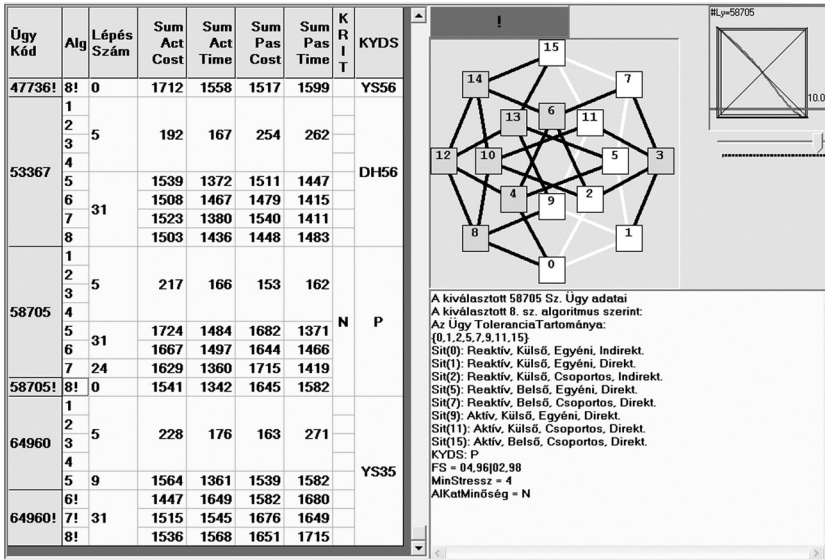 Ügy Kód Alg Lépés Szám Sum Act Cost Sum Act Time Sum Pas Cost Sum Pas Time KRIT KYDS
47736! 8! 0 1712 1558 1517 1599 YS56
53367 DH56
1
2
3
4
5 192 167 254 262
5 1539 1372 1511 1447
6 1508 1467 1479 1415
31
7 1523 1380 1540 1411
8 1503 1436 1448 1483
58705 N P
1
2
3
4
5 217 166 153 162
5 1724 1484 1682 1371
31
6 1667 1497 1644 1466
7 24 1629 1360 1715 1419
58705! 8! 0 1541 1342 1645 1582
64960 YS35
1
2
3
4
5 228 176 163 271
5 9 1564 1361 1539 1582
64960!
6! 1447 1649 1582 1680
7! 31 1515 1545 1676 1649
8! 1536 1568 1651 1715
!
15
14
7
13
6
11
12
10
5
3
4
9
2
8
1
0
#Ly=58705
10.0
A kiválasztott 58705 Sz. Ügy adatai
A kiválasztott 8. sz. algoritmus szerint:
Az Ügy ToleranciaTartománya:
{0,1,2,5,7,9,11,15}
Sit(0): Reaktív, Külső, Egyéni, Indirekt.
Sit(1): Reaktív, Külső, Egyéni, Direkt.
Sit(2): Reaktív, Külső, Csoportos, Indirekt.
Sit(5): Reaktív, Belső, Egyéni, Direkt.
Sit(7): Reaktív, Belső, Csoportos, Direkt.
Sit(9): Aktív, Külső, Egyéni, Direkt.
Sit(11): Aktív, Külső, Csoportos, Direkt.
Sit(15): Aktív, Belső, Csoportos, Direkt.
KYDS: P
FS = 04,96|02,98
MinStressz = 4
AlKatMinőség = N